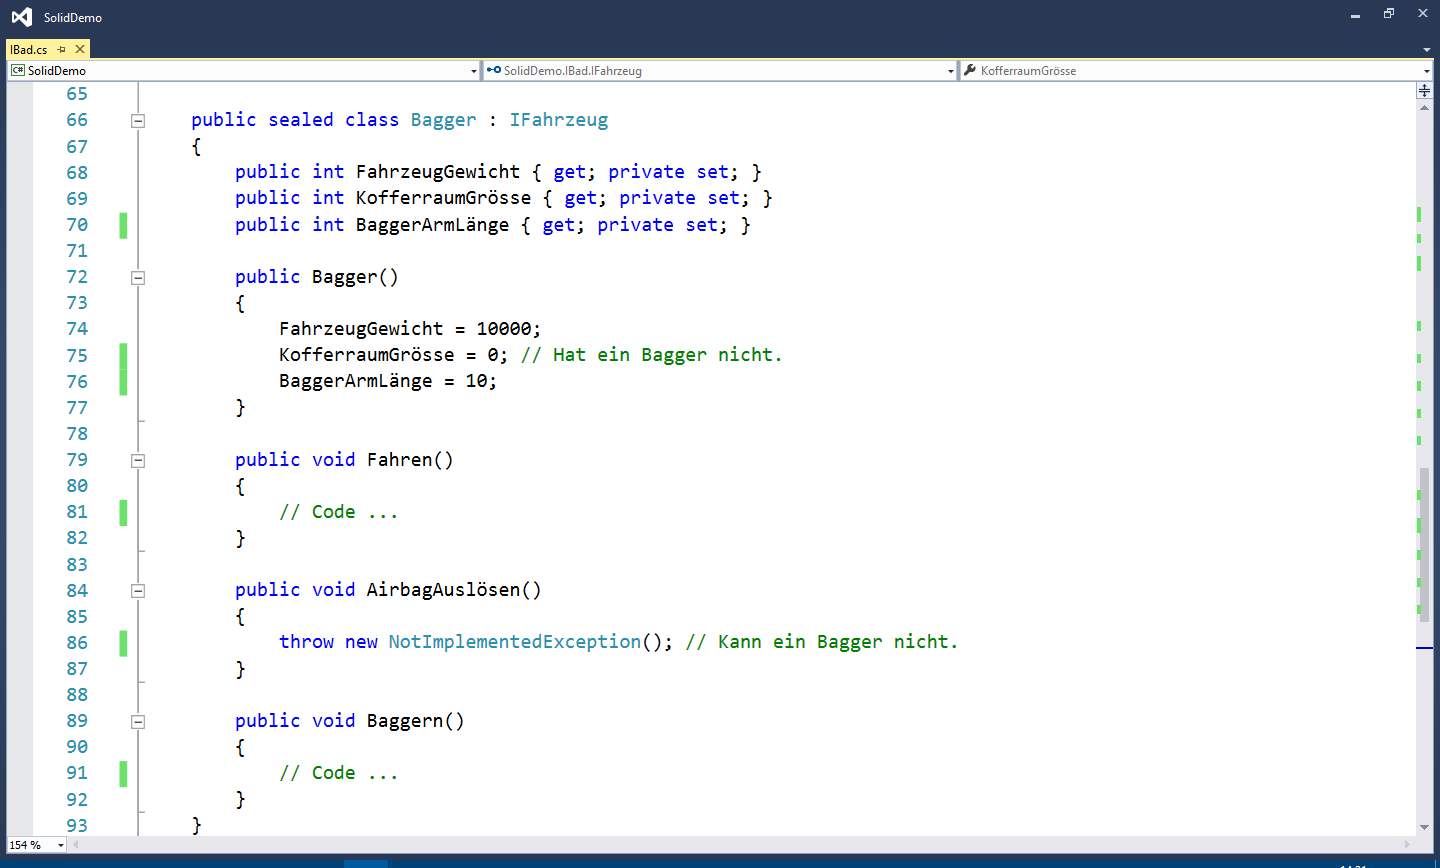 SolidDemo
IBad.cs
C# SolidDemo SolidDemo.IBad.IFahrzeug KofferraumGrösse
65
66 public sealed class Bagger : IFahrzeug
67 {
68 public int FahrzeugGewicht { get; private set; }
69 public int KofferraumGrösse { get; private set; }
70 public int BaggerArmLänge { get; private set; }
71
72 public Bagger()
73 {
74 FahrzeugGewicht = 10000;
75 KofferraumGrösse = 0; // Hat ein Bagger nicht.
76 BaggerArmLänge = 10;
77 }
78
79 public void Fahren()
80 {
81 // Code ...
82 }
83
84 public void AirbagAuslösen()
85 {
86 throw new NotImplementedException(); // Kann ein Bagger nicht.
87 }
88
89 public void Baggern()
90 {
91 // Code ...
92 }
93 }
154 %